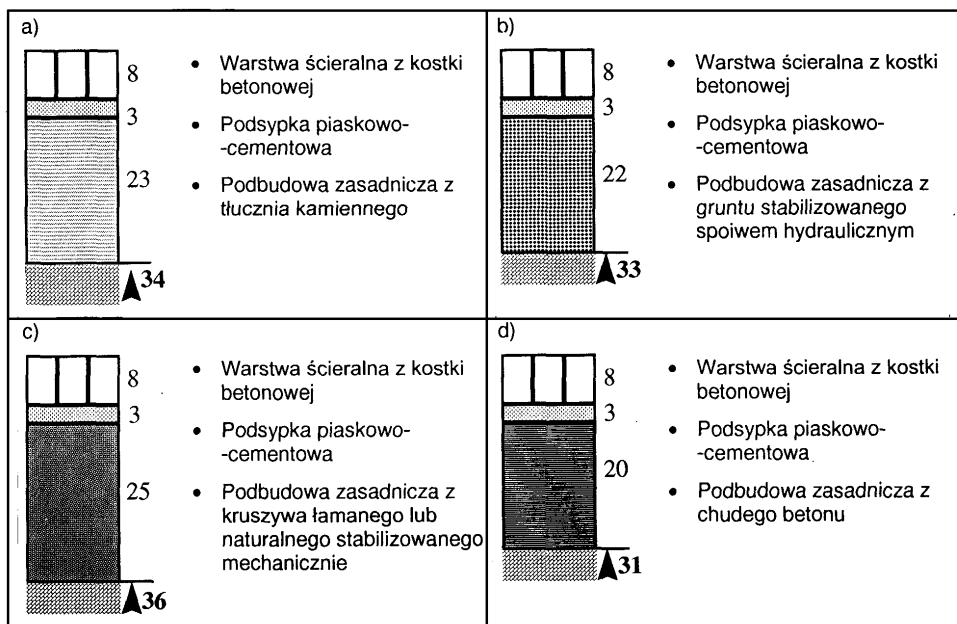 a)
8
3
23
34
• Warstwa ścieralna z kostki
betonowej
• Podsypka piaskowo-
-cementowa
• Podbudowa zasadnicza z
tłucznia kamiennego
b)
8
3
22
33
• Warstwa ścieralna z kostki
betonowej
• Podsypka piaskowo-
-cementowa
• Podbudowa zasadnicza z
gruntu stabilizowanego
spoiwem hydraulicznym
c)
8
3
25
36
• Warstwa ścieralna z kostki
betonowej
• Podsypka piaskowo-
-cementowa
• Podbudowa zasadnicza z
kruszywa łamanego lub
naturalnego stabilizowanego
mechanicznie
d)
8
3
20
31
• Warstwa ścieralna z kostki
betonowej
• Podsypka piaskowo-
-cementowa
• Podbudowa zasadnicza z
chudego betonu